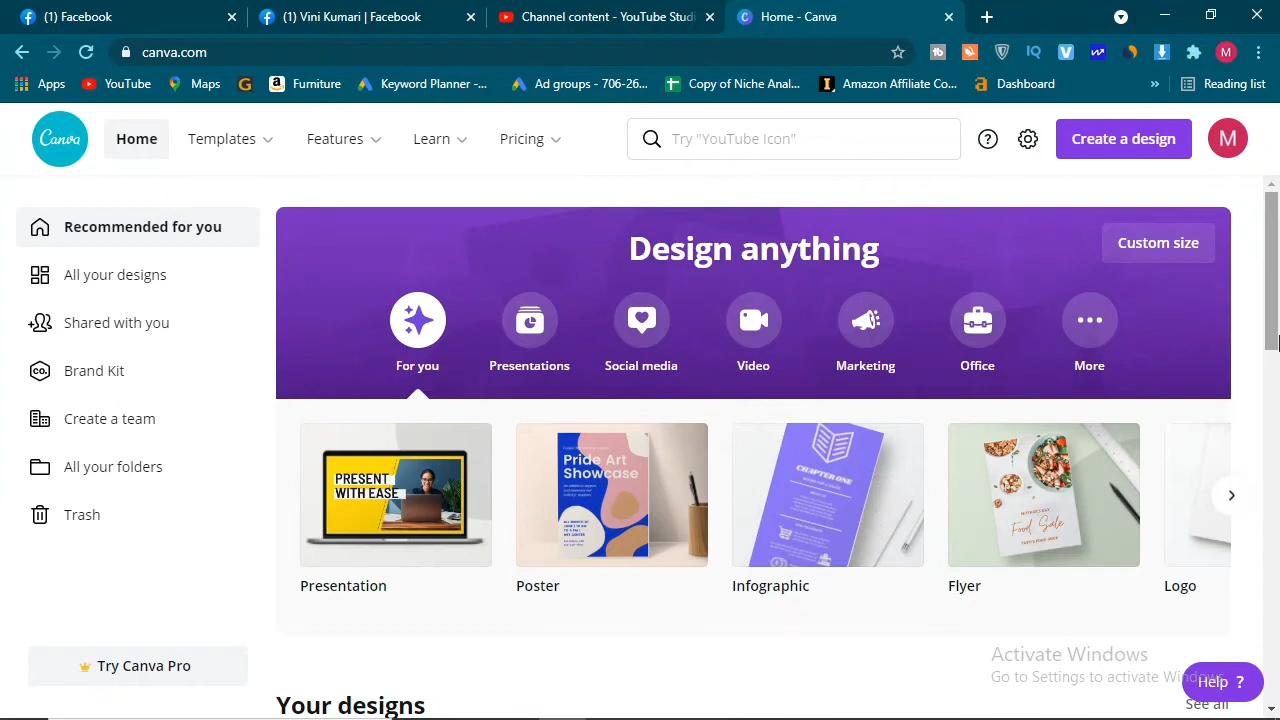 (1) Facebook
(1) Vini Kumari | Facebook
Channel content - YouTube Studi
Home - Canva
canva.com
Apps
YouTube
Maps
Furniture
Keyword Planner -...
Ad groups - 706-26...
Copy of Niche Anal...
Amazon Affiliate Co...
Dashboard
Reading list
Canva
Home
Templates
Features
Learn
Pricing
Try "YouTube Icon"
Create a design
M
Recommended for you
All your designs
Shared with you
Brand Kit
Create a team
All your folders
Trash
Try Canva Pro
Design anything
Custom size
For you
Presentations
Social media
Video
Marketing
Office
More
PRESENT
WITH EASE
Pride Art
Showcase
CHAPTER ONE
Food Sale
Presentation
Poster
Infographic
Flyer
Logo
Activate Windows
Go to Settings to activate Windows.
Help ?
Your designs
See all